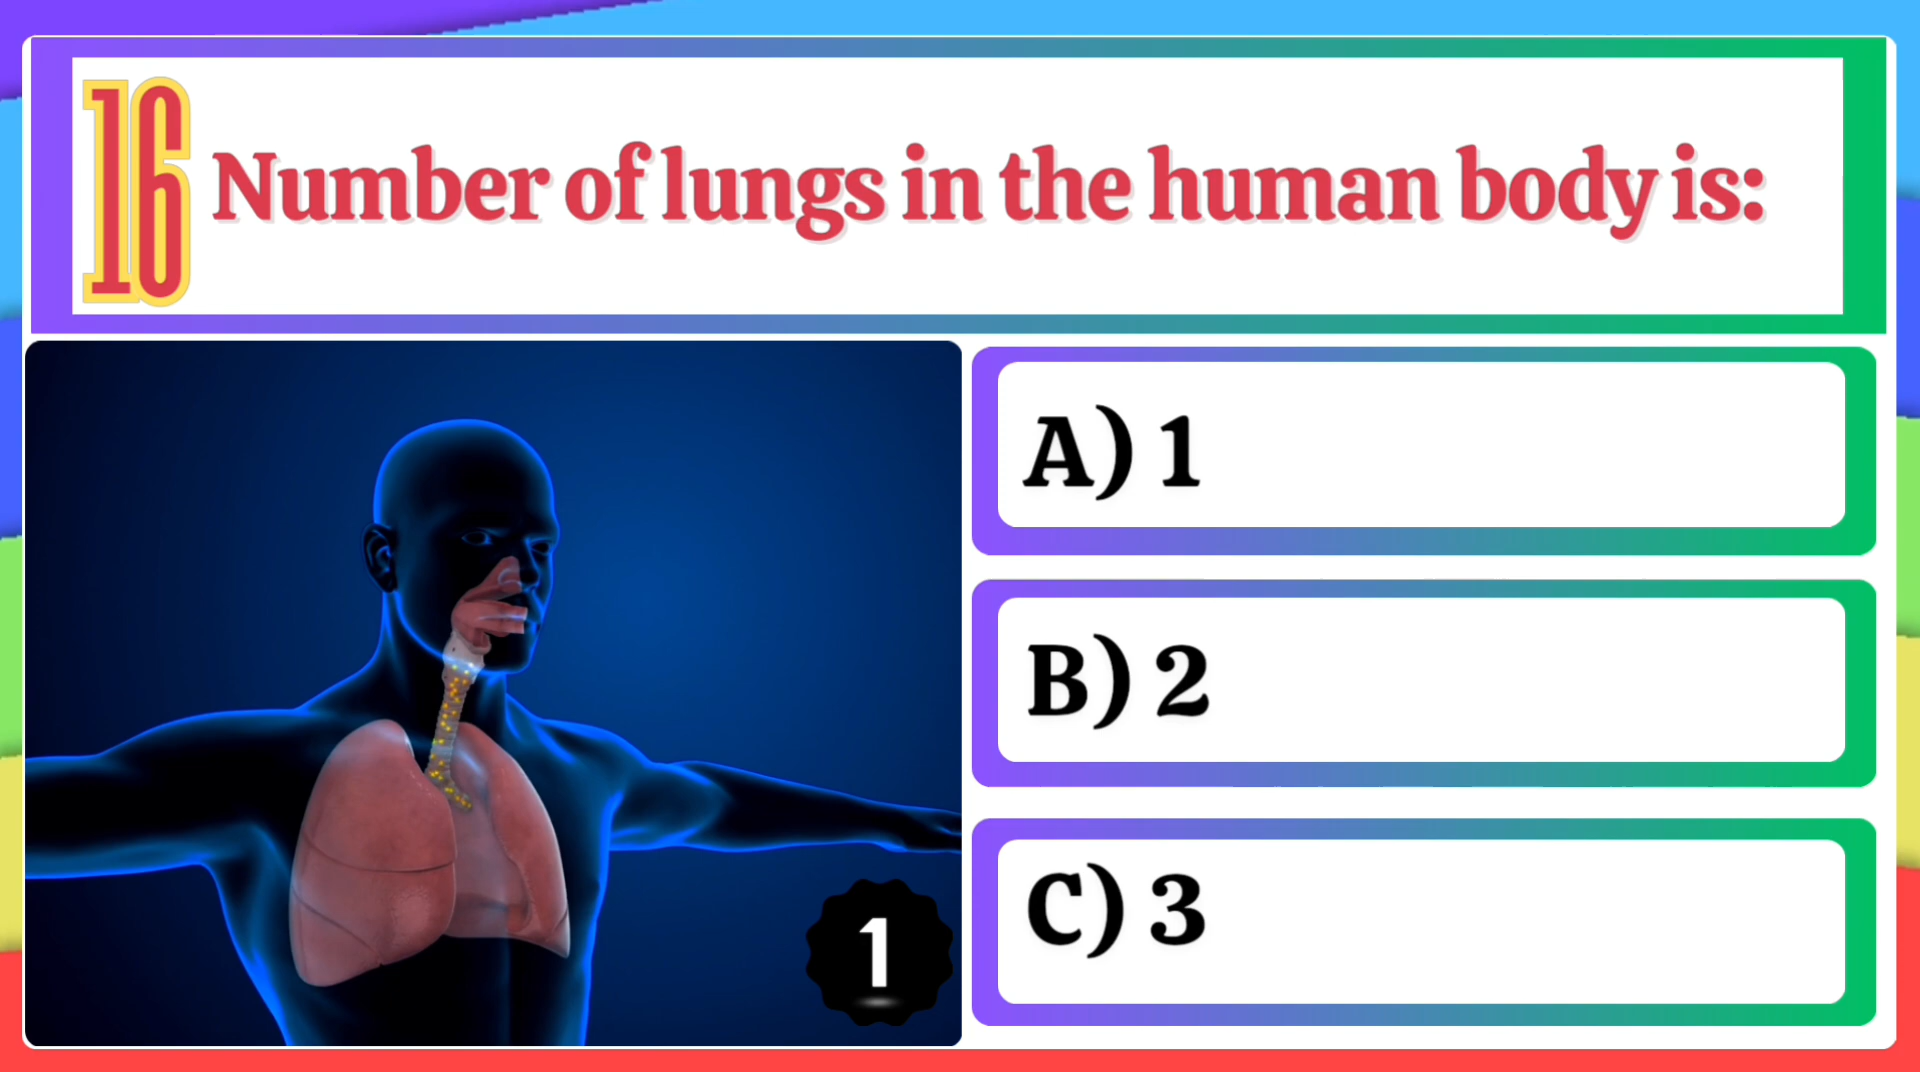 16 Number of lungs in the human body is:
A) 1
B) 2
C) 3
1